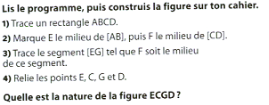 Lis le programme, puis construis la figure sur ton cahier.
1) Trace un rectangle ABCD.
2) Marque E le milieu de [AB], puis F le milieu de [CD].
3) Trace le segment [EG] tel que F soit le milieu
de ce segment.
4) Relie les points E, C, G et D.
Quelle est la nature de la figure ECGD ?